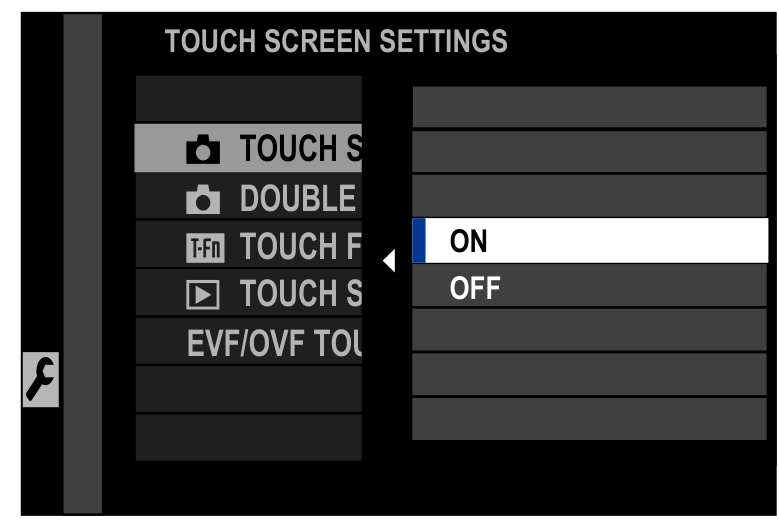 TOUCH SCREEN SETTINGS
TOUCH S
DOUBLE
T-Fn TOUCH F
TOUCH S
EVF/OVF TOU
ON
OFF